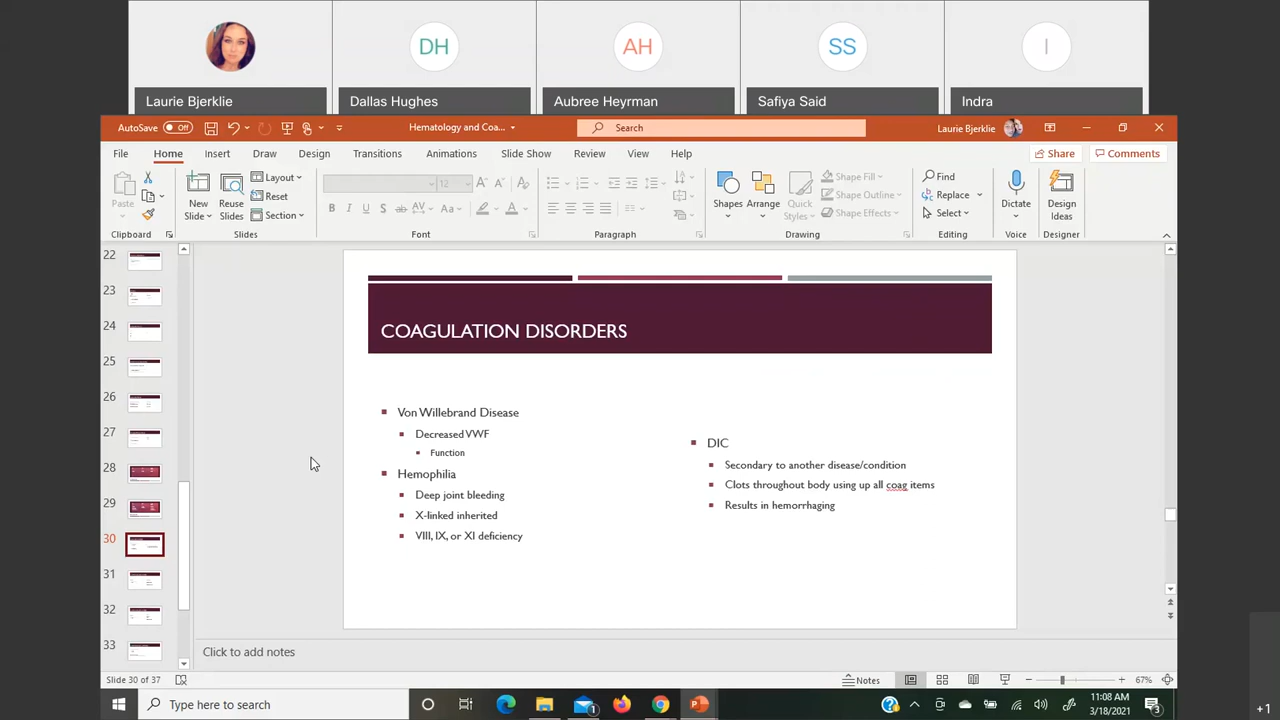 DH
AH
SS
I
Laurie Bjerklie
Dallas Hughes
Aubree Heyrman
Safiya Said
Indra
AutoSave Off
Hematology and Coa...
Search
Laurie Bjerklie
File Home Insert Draw Design Transitions Animations Slide Show Review View Help
Share Comments
Paste
New Slide
Reuse Slides
Layout
Reset
Section
12
Shapes
Arrange
Quick Styles
Shape Fill
Shape Outline
Shape Effects
Find
Replace
Select
Dictate
Design Ideas
Clipboard
Slides
Font
Paragraph
Drawing
Editing
Voice
Designer
22
23
24
25
26
27
28
29
30
31
32
33
COAGULATION DISORDERS
Von Willebrand Disease
Decreased VWF
Function
Hemophilia
Deep joint bleeding
X-linked inherited
VIII, IX, or XI deficiency
DIC
Secondary to another disease/condition
Clots throughout body using up all coag items
Results in hemorrhaging
Click to add notes
Slide 30 of 37
Notes
67%
Type here to search
11:08 AM
3/18/2021
+1